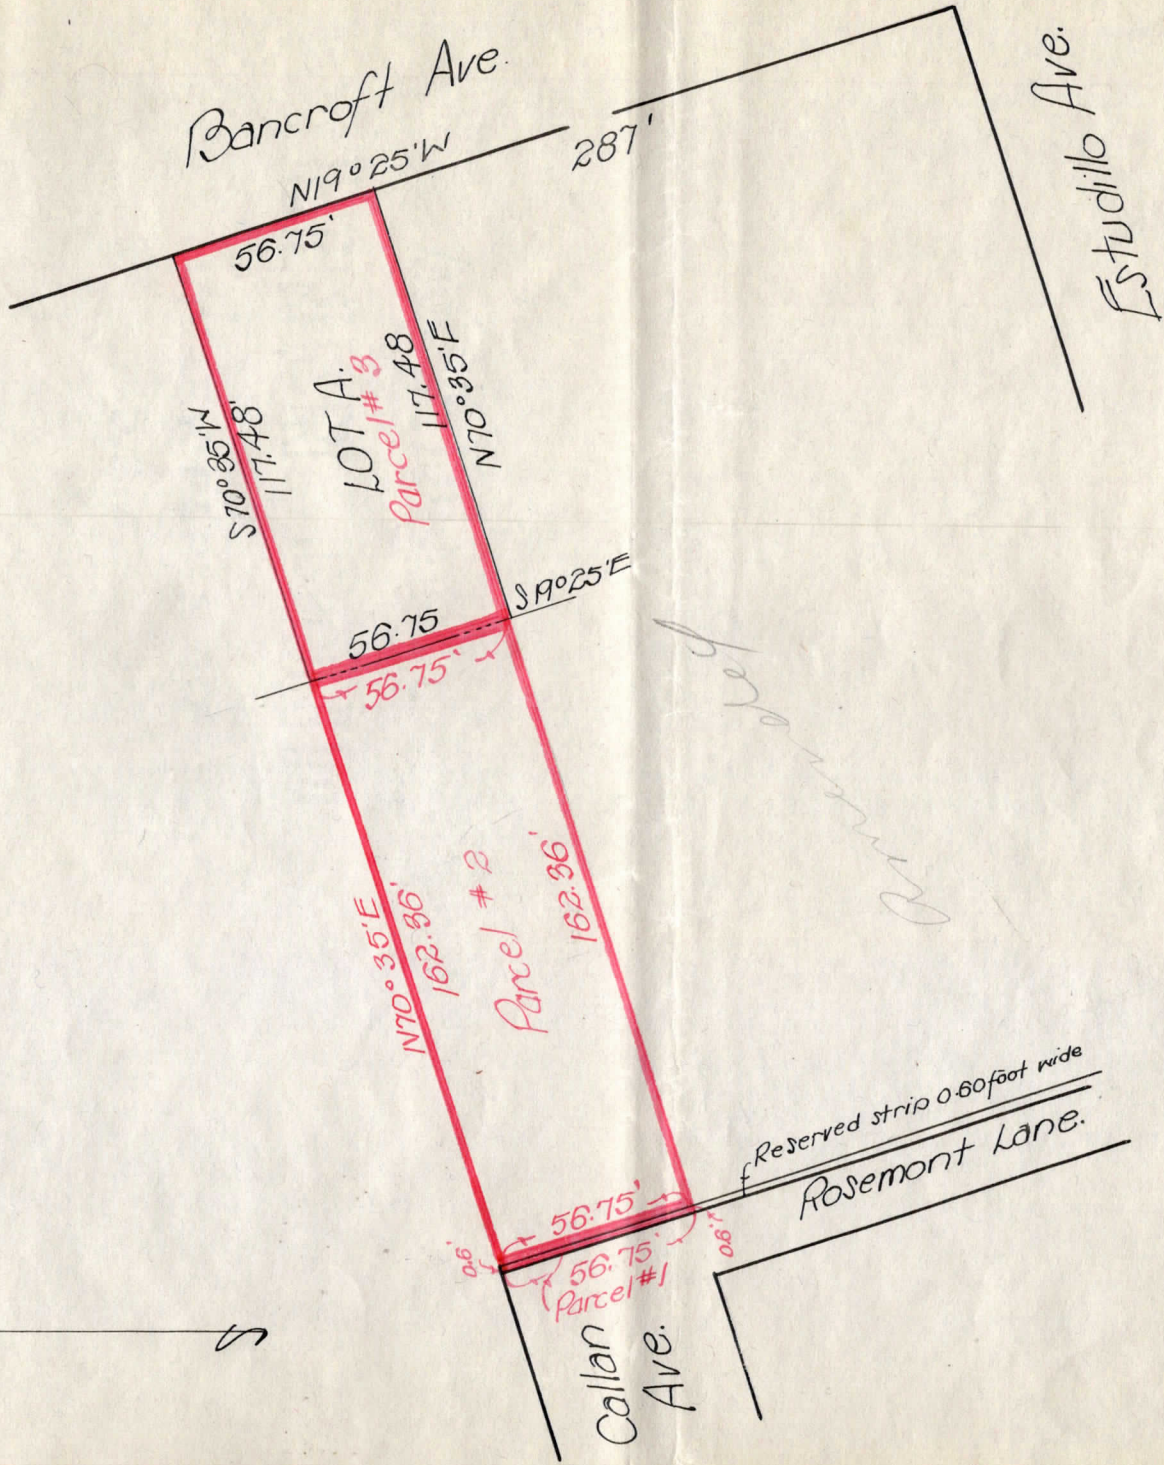 Bancroft Ave.
Estudillo Ave.
N19°25'W
287'
56.75'
S70°35'W
117.48'
LOT A.
Parcel # 3
117.48
N70°35'E
S19°25'E
56.75
56.75'
N70°35'E
162.36'
Parcel # 2
162.36'
Reserved strip 0.60 foot wide
Rosemont Lane.
56.75'
0.6'
0.6'
56.75'
Parcel #1
Callan
Ave.
S